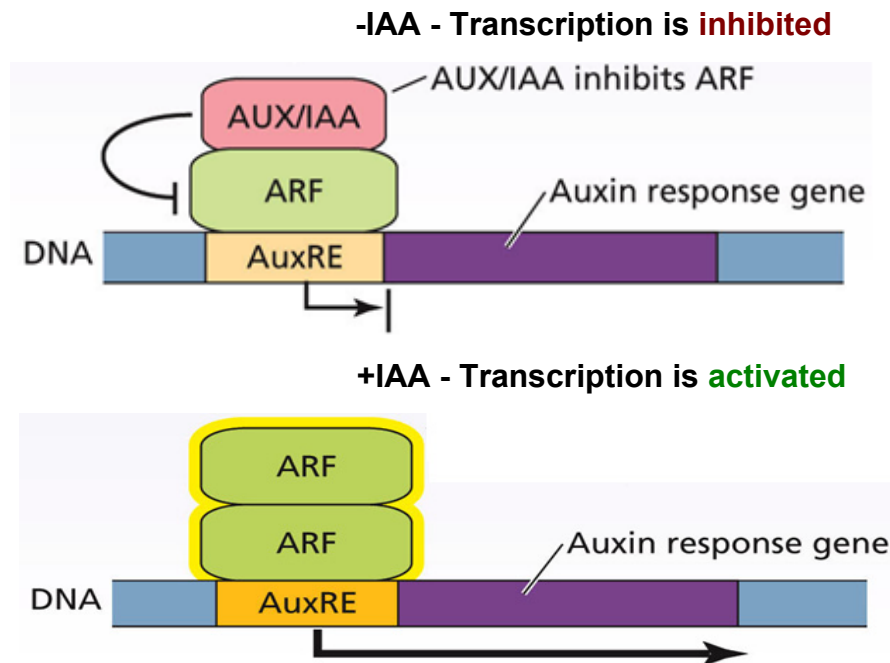 -IAA - Transcription is inhibited
AUX/IAA inhibits ARF
AUX/IAA
ARF
Auxin response gene
DNA
AuxRE
+IAA - Transcription is activated
ARF
ARF
Auxin response gene
DNA
AuxRE